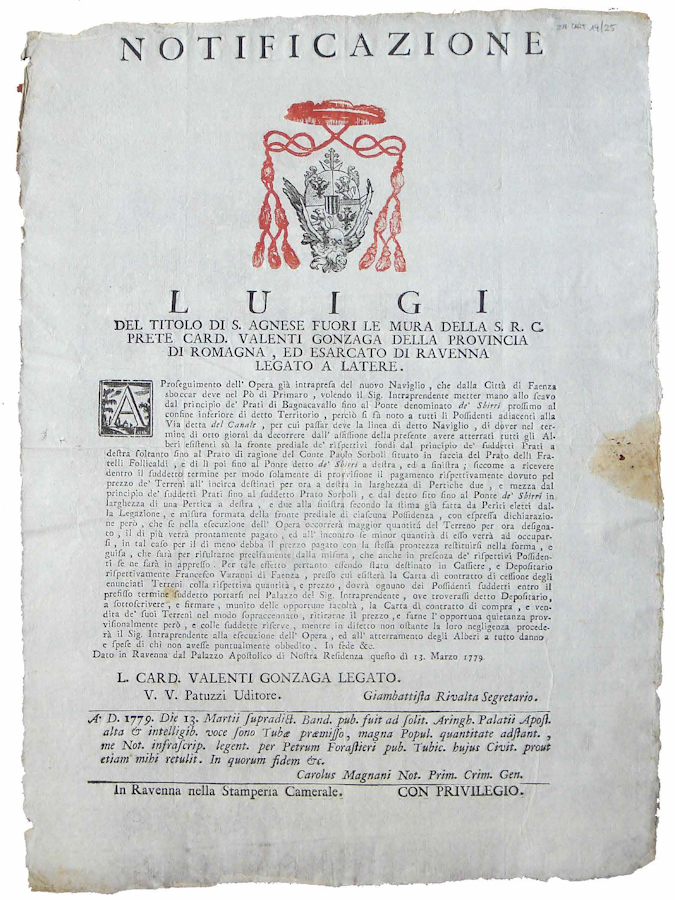 NOTIFICAZIONE
14/25
LUIGI
DEL TITOLO DI S. AGNESE FUORI LE MURA DELLA S. R. C.
PRETE CARD. VALENTI GONZAGA DELLA PROVINCIA
DI ROMAGNA , ED ESARCATO DI RAVENNA
LEGATO A LATERE.
A Proseguimento dell' Opera già intrapresa del nuovo Naviglio , che dalla Città di Faenza
sboccar deve nel Pò di Primaro , volendo il Sig. Intraprendente metter mano allo scavo
dal principio de' Prati di Bagnacavallo fino al Ponte denominato de' Sbirri prossimo al
confine inferiore di detto Territorio , perciò si fà noto a tutti li Possidenti adiacenti alla
Via detta del Canale , per cui passar deve la linea di detto Naviglio , di dover nel ter-
mine di otto giorni da decorrere dall' affissione della presente avere atterrati tutti gli Al-
beri esistenti sù la fronte prediale de' rispettivi fondi dal principio de' suddetti Prati a
destra soltanto fino al Prato di ragione del Conte Paolo Sorboli situato in faccia del Prato delli Fra-
telli Follicaldi , e di lì poi fino al Ponte detto de' Sbirri a destra , ed a sinistra ; siccome a ricevere
dentro il suddetto termine per modo solamente di provvisione il pagamento rispettivamente dovuto pel
prezzo de' Terreni all' incirca destinati per ora a destra in larghezza di Pertiche due , e mezza dal
principio de' suddetti Prati fino al suddetto Prato Sorboli , e dal detto sito fino al Ponte de' Sbirri in
larghezza di una Pertica a destra , e due alla sinistra secondo la stima già fatta da Periti eletti dal-
la Legazione , e misura formata della fronte prediale di ciascuna Possidenza , con espressa dichiarazio-
ne però , che se nella esecuzione dell' Opera occorrerà maggior quantità del Terreno per ora designa-
to , il di più verrà prontamente pagato , ed all' incontro se minor quantità di esso verrà ad occupar-
si , in tal caso per il di meno debba il prezzo pagato con la stessa prontezza restituirsi nella forma , e
guisa , che sarà per risultarne precisamente dalla misura , che anche in presenza de' rispettivi Possiden-
ti se ne farà in appresso . Per tale effetto pertanto essendo stato destinato in Cassiere , e Depositario
rispettivamente Francesco Varanni di Faenza , presso cui esisterà la Carta di contratto di cessione degli
enunciati Terreni colla rispettiva quantità , e prezzo , dovrà ognuno dei Possidenti suddetti entro il
prefisso termine suddetto portarsi nel Palazzo del Sig. Intraprendente , ove troverassi detto Depositario,
a sottoscrivere , e firmare , munito delle opportune facoltà , la Carta di contratto di compra , e ven-
dita de' suoi Terreni nel modo sopraccennato , ritirarne il prezzo , e farne l' opportuna quietanza prov-
visionalmente però , e colle suddette riserve , mentre in difetto non ostante la loro negligenza procede-
rà il Sig. Intraprendente alla esecuzione dell' Opera , ed all' atterramento degli Alberi a tutto danno
e spese di chi non avesse puntualmente obbedito . In fede &c.
Dato in Ravenna dal Palazzo Apostolico di Nostra Residenza questo dì 13. Marzo 1779.
L. CARD. VALENTI GONZAGA LEGATO.
V. V. Patuzzi Uditore. Giambattista Rivalta Segretario.
A' D. 1779. Die 13. Martii supradict. Band. pub. fuit ad solit. Aringh. Palatii Apost.
alta & intelligib. voce sono Tubæ præmisso, magna Popul. quantitate adstant. ,
me Not. infrascrip. legent. per Petrum Forastieri pub. Tubic. hujus Civit. prout
etiam mihi retulit. In quorum fidem &c.
Carolus Magnani Not. Prim. Crim. Gen.
In Ravenna nella Stamperia Camerale. CON PRIVILEGIO.